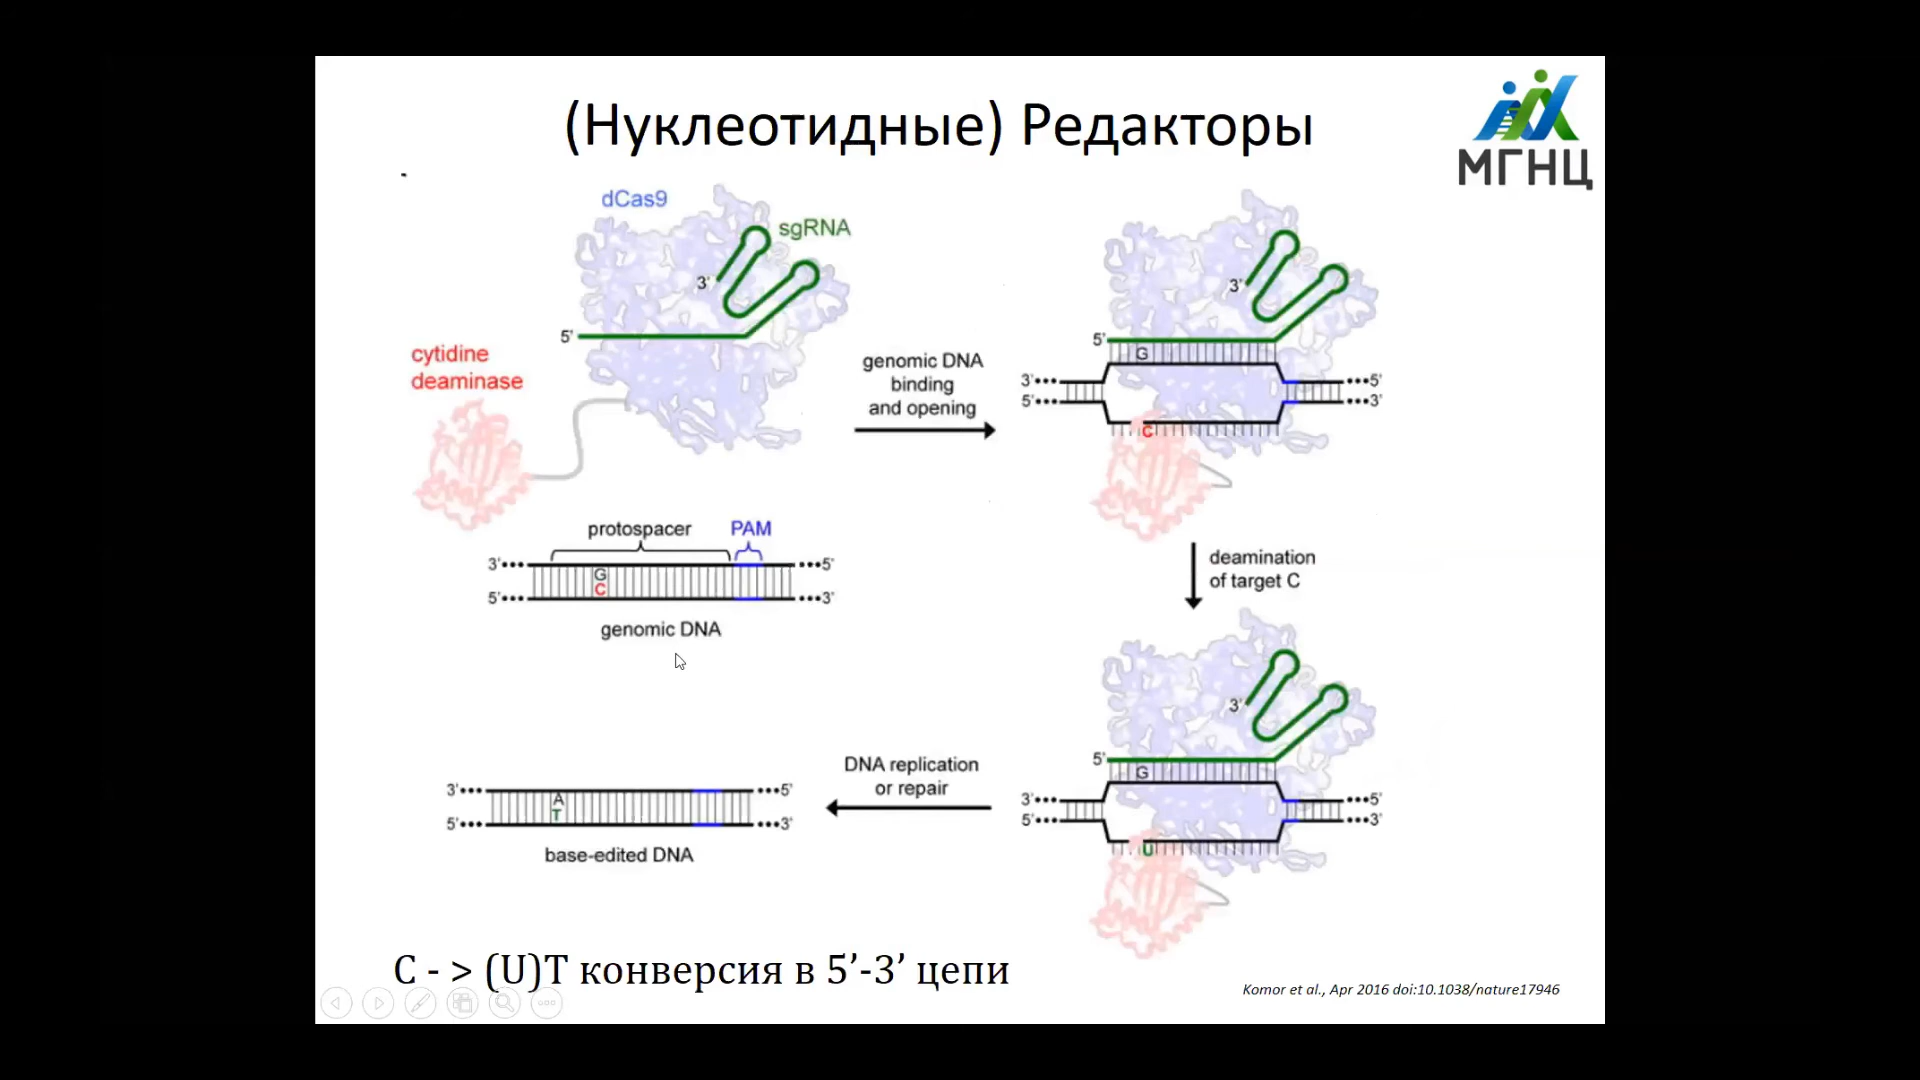 (Нуклеотидные) Редакторы
МГНЦ
dCas9
sgRNA
3'
5'
cytidine
deaminase
genomic DNA
binding
and opening
3'
5'
G
3'
5'
5'
3'
C
protospacer
PAM
3'
5'
G
C
5'
3'
genomic DNA
deamination
of target C
3'
5'
G
3'
5'
5'
3'
U
DNA replication
or repair
3'
5'
A
T
5'
3'
base-edited DNA
C - > (U)T конверсия в 5’-3’ цепи
Komor et al., Apr 2016 doi:10.1038/nature17946